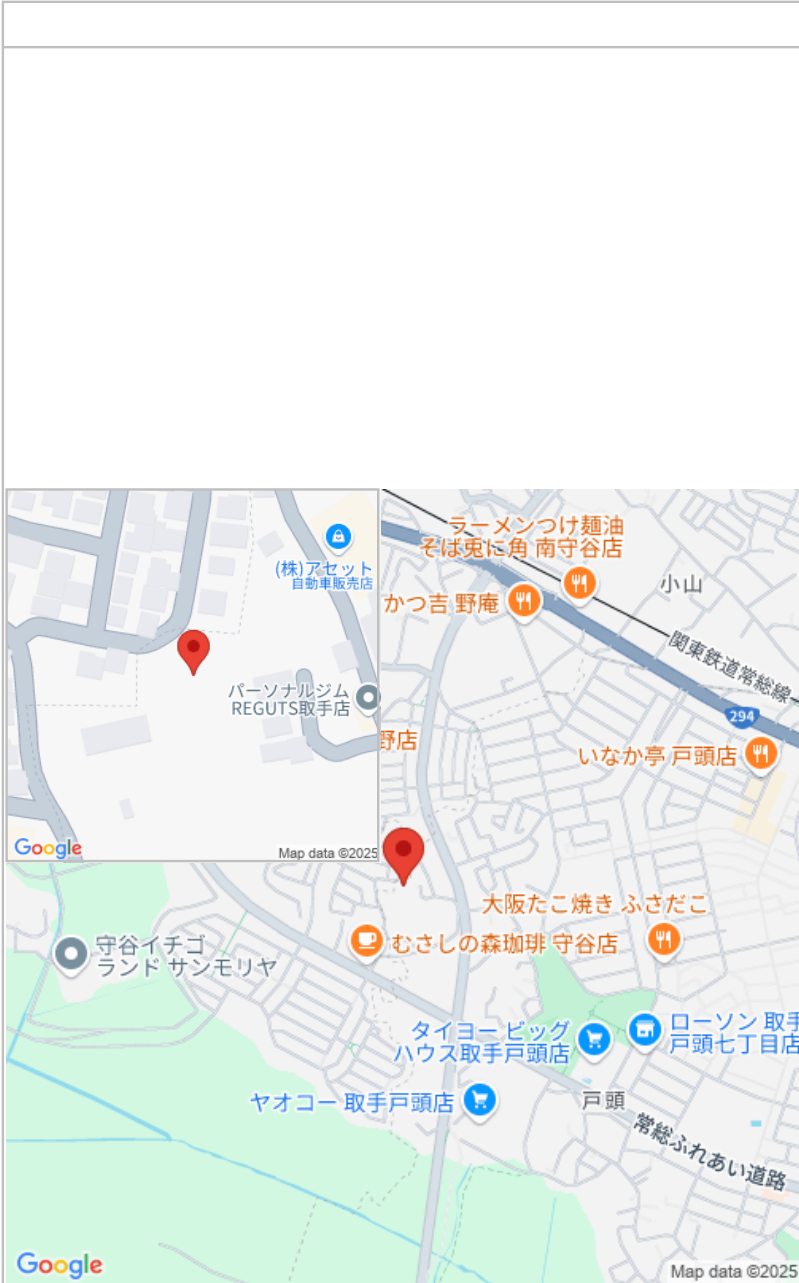 (株)アセット
自動車販売店
パーソナルジム
REGUTS取手店
Google
Map data ©2025
ラーメンつけ麺油
そば兎に角 南守谷店
小山
かつ吉 野庵
関東鉄道常総線
294
野店
いなか亭 戸頭店
大阪たこ焼き ふさだこ
むさしの森珈琲 守谷店
守谷イチゴ
ランド サンモリヤ
ローソン 取手
戸頭七丁目店
タイヨー ビッグ
ハウス取手戸頭店
ヤオコー 取手戸頭店
戸頭
常総ふれあい道路
Google
Map data ©2025